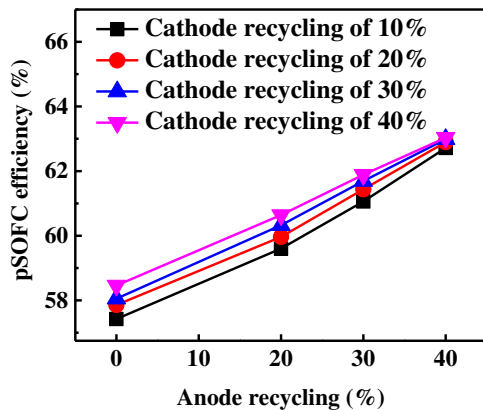 Cathode recycling of 10%
Cathode recycling of 20%
Cathode recycling of 30%
Cathode recycling of 40%
pSOFC efficiency (%)
66
64
62
60
58
0
10
20
30
40
Anode recycling (%)